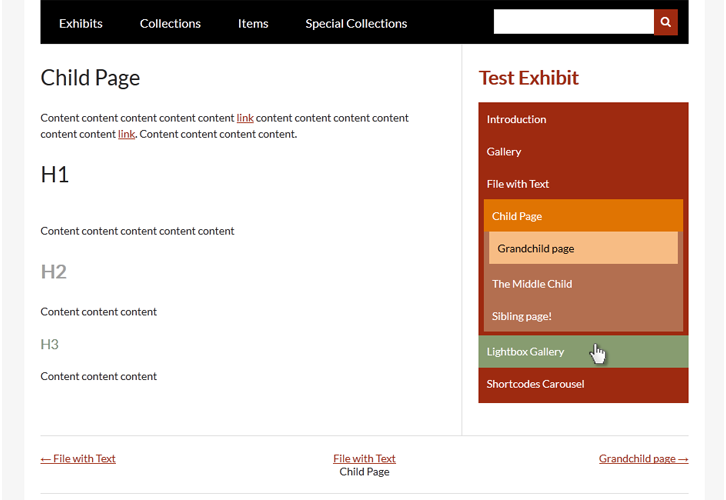 Exhibits Collections Items Special Collections
Child Page
Content content content content content link content content content content
content content link. Content content content content.
H1
Content content content content content
H2
Content content content
H3
Content content content
Test Exhibit
Introduction
Gallery
File with Text
Child Page
Grandchild page
The Middle Child
Sibling page!
Lightbox Gallery
Shortcodes Carousel
← File with Text
File with Text
Child Page
Grandchild page →